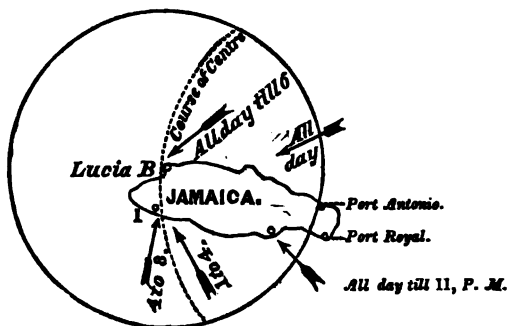 Course of Centre
All day till 6
All
day
Lucia B
JAMAICA.
1
Port Antonio.
Port Royal.
4 to 8.
1 to 4.
All day till 11, P. M.